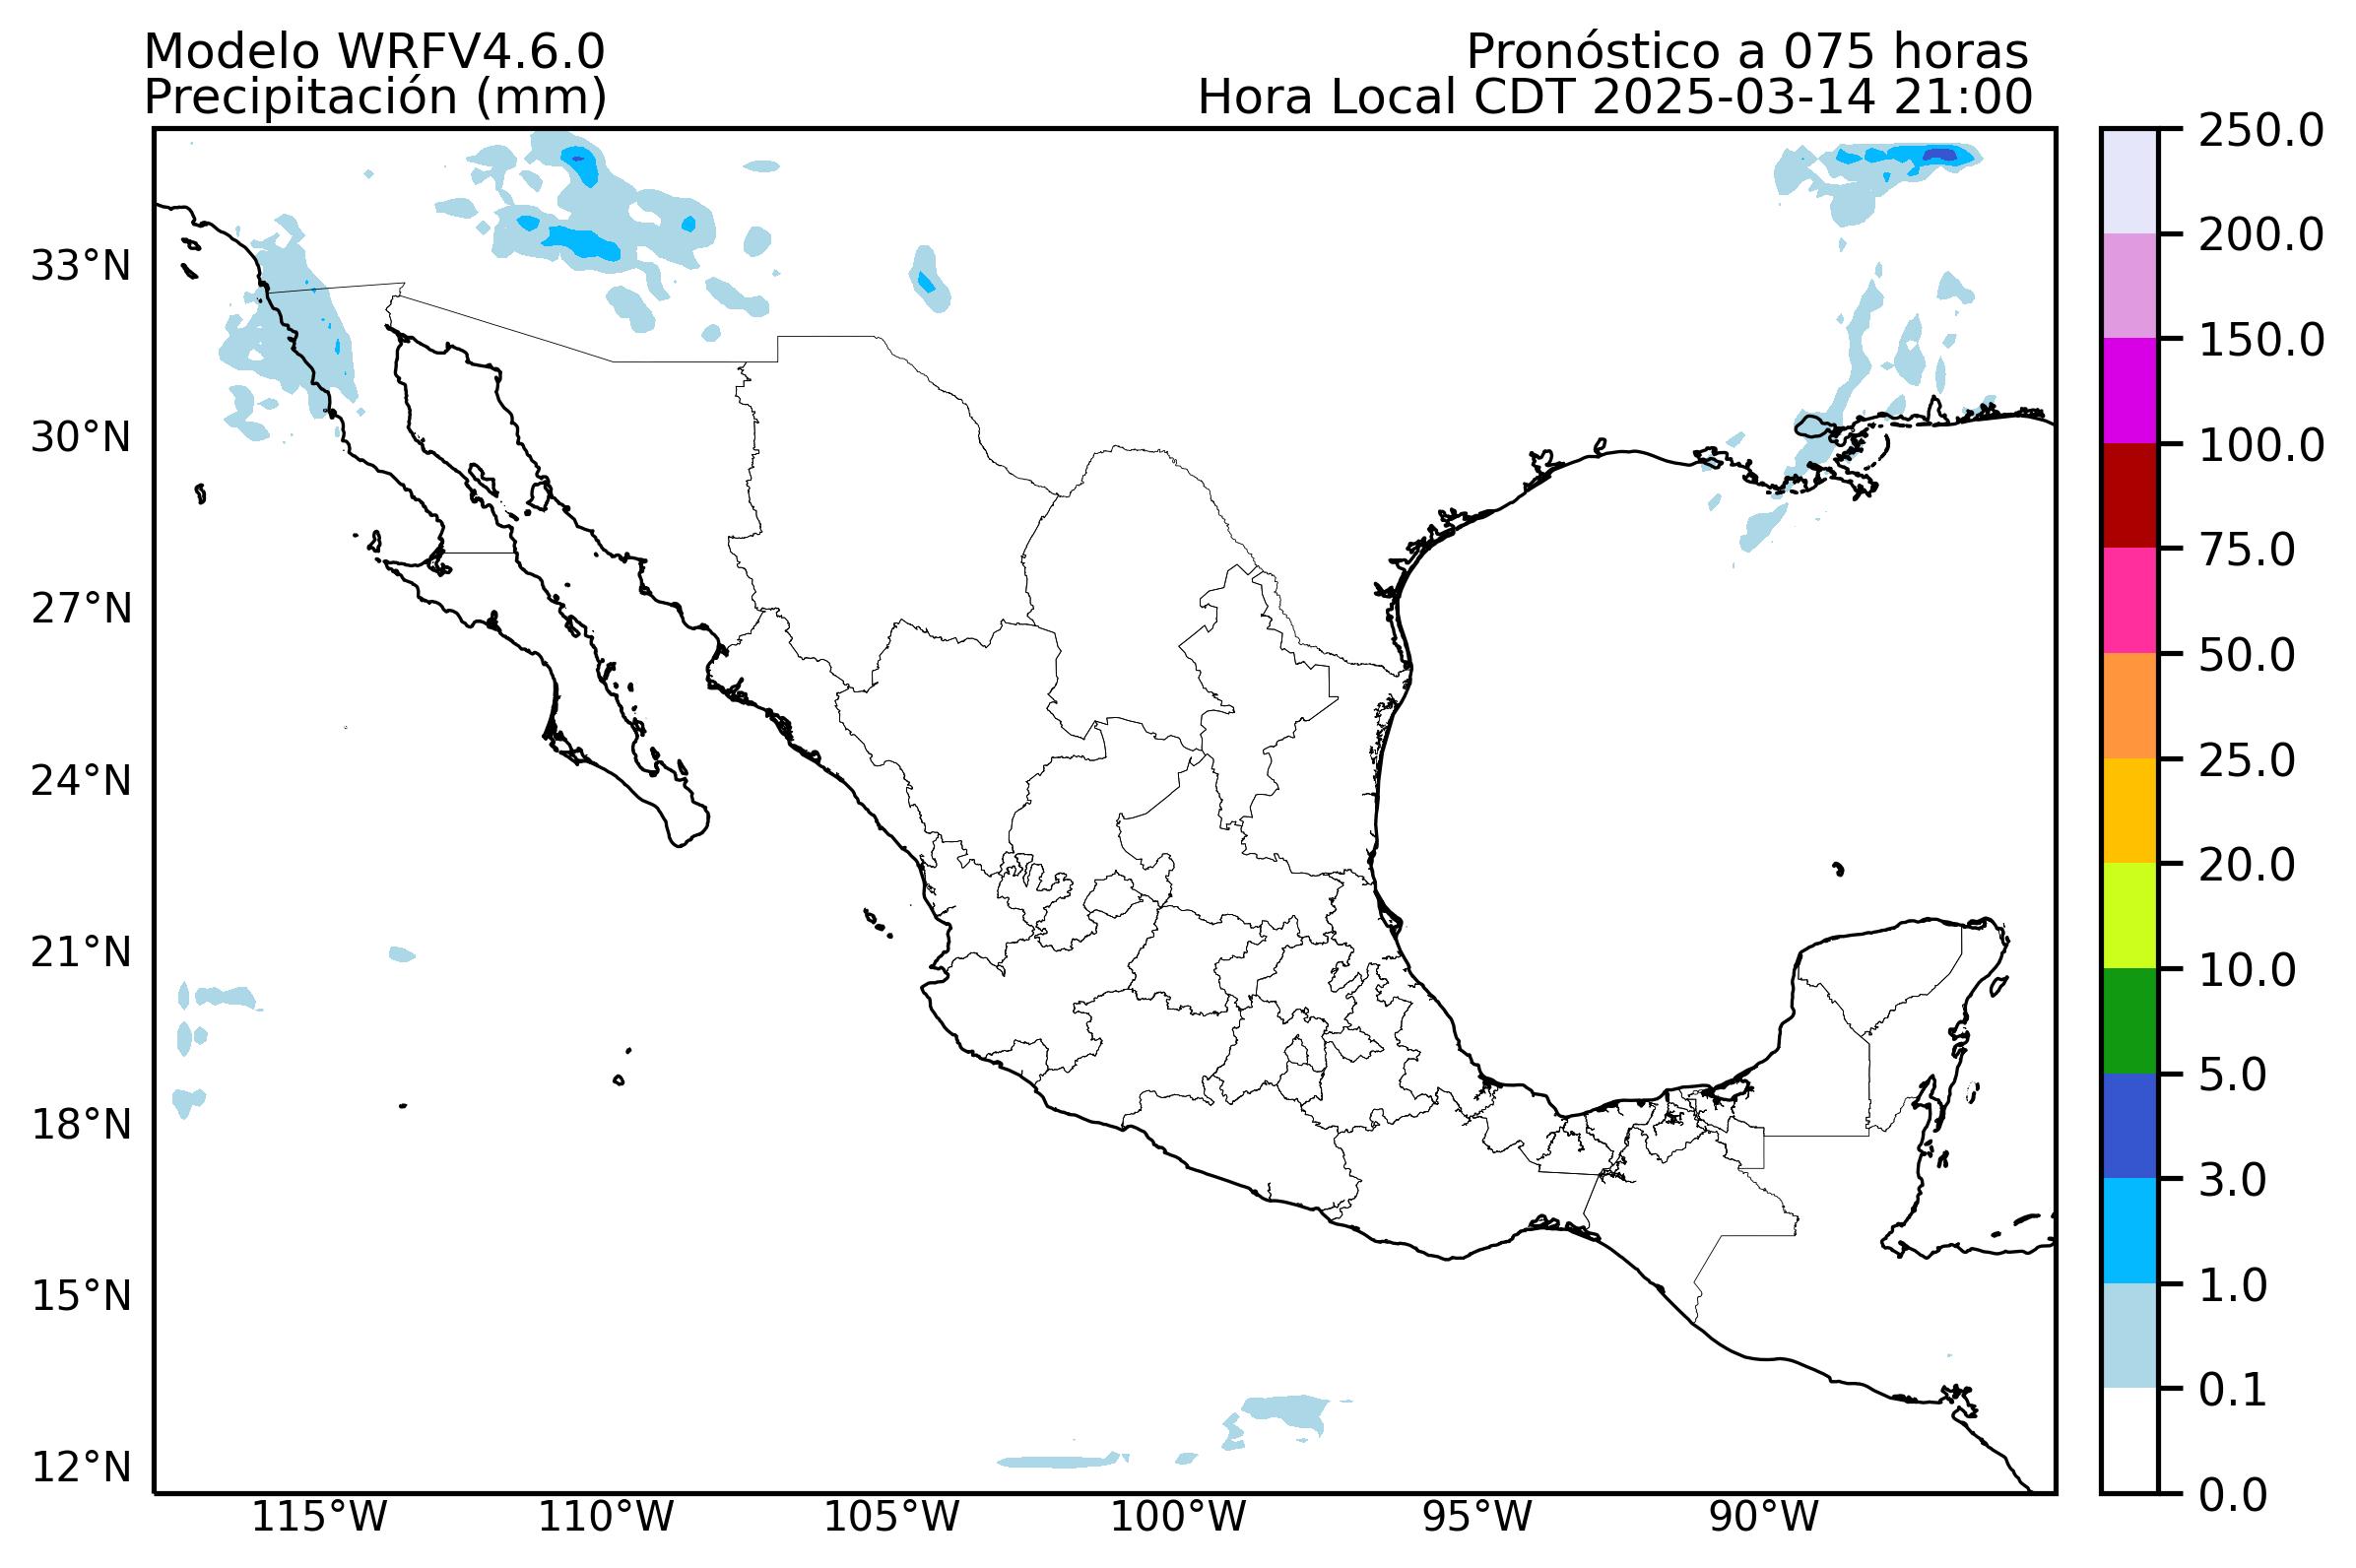 Modelo WRFV4.6.0
Precipitación (mm)
Pronóstico a 075 horas
Hora Local CDT 2025-03-14 21:00
33°N
30°N
27°N
24°N
21°N
18°N
15°N
12°N
115°W
110°W
105°W
100°W
95°W
90°W
250.0
200.0
150.0
100.0
75.0
50.0
25.0
20.0
10.0
5.0
3.0
1.0
0.1
0.0